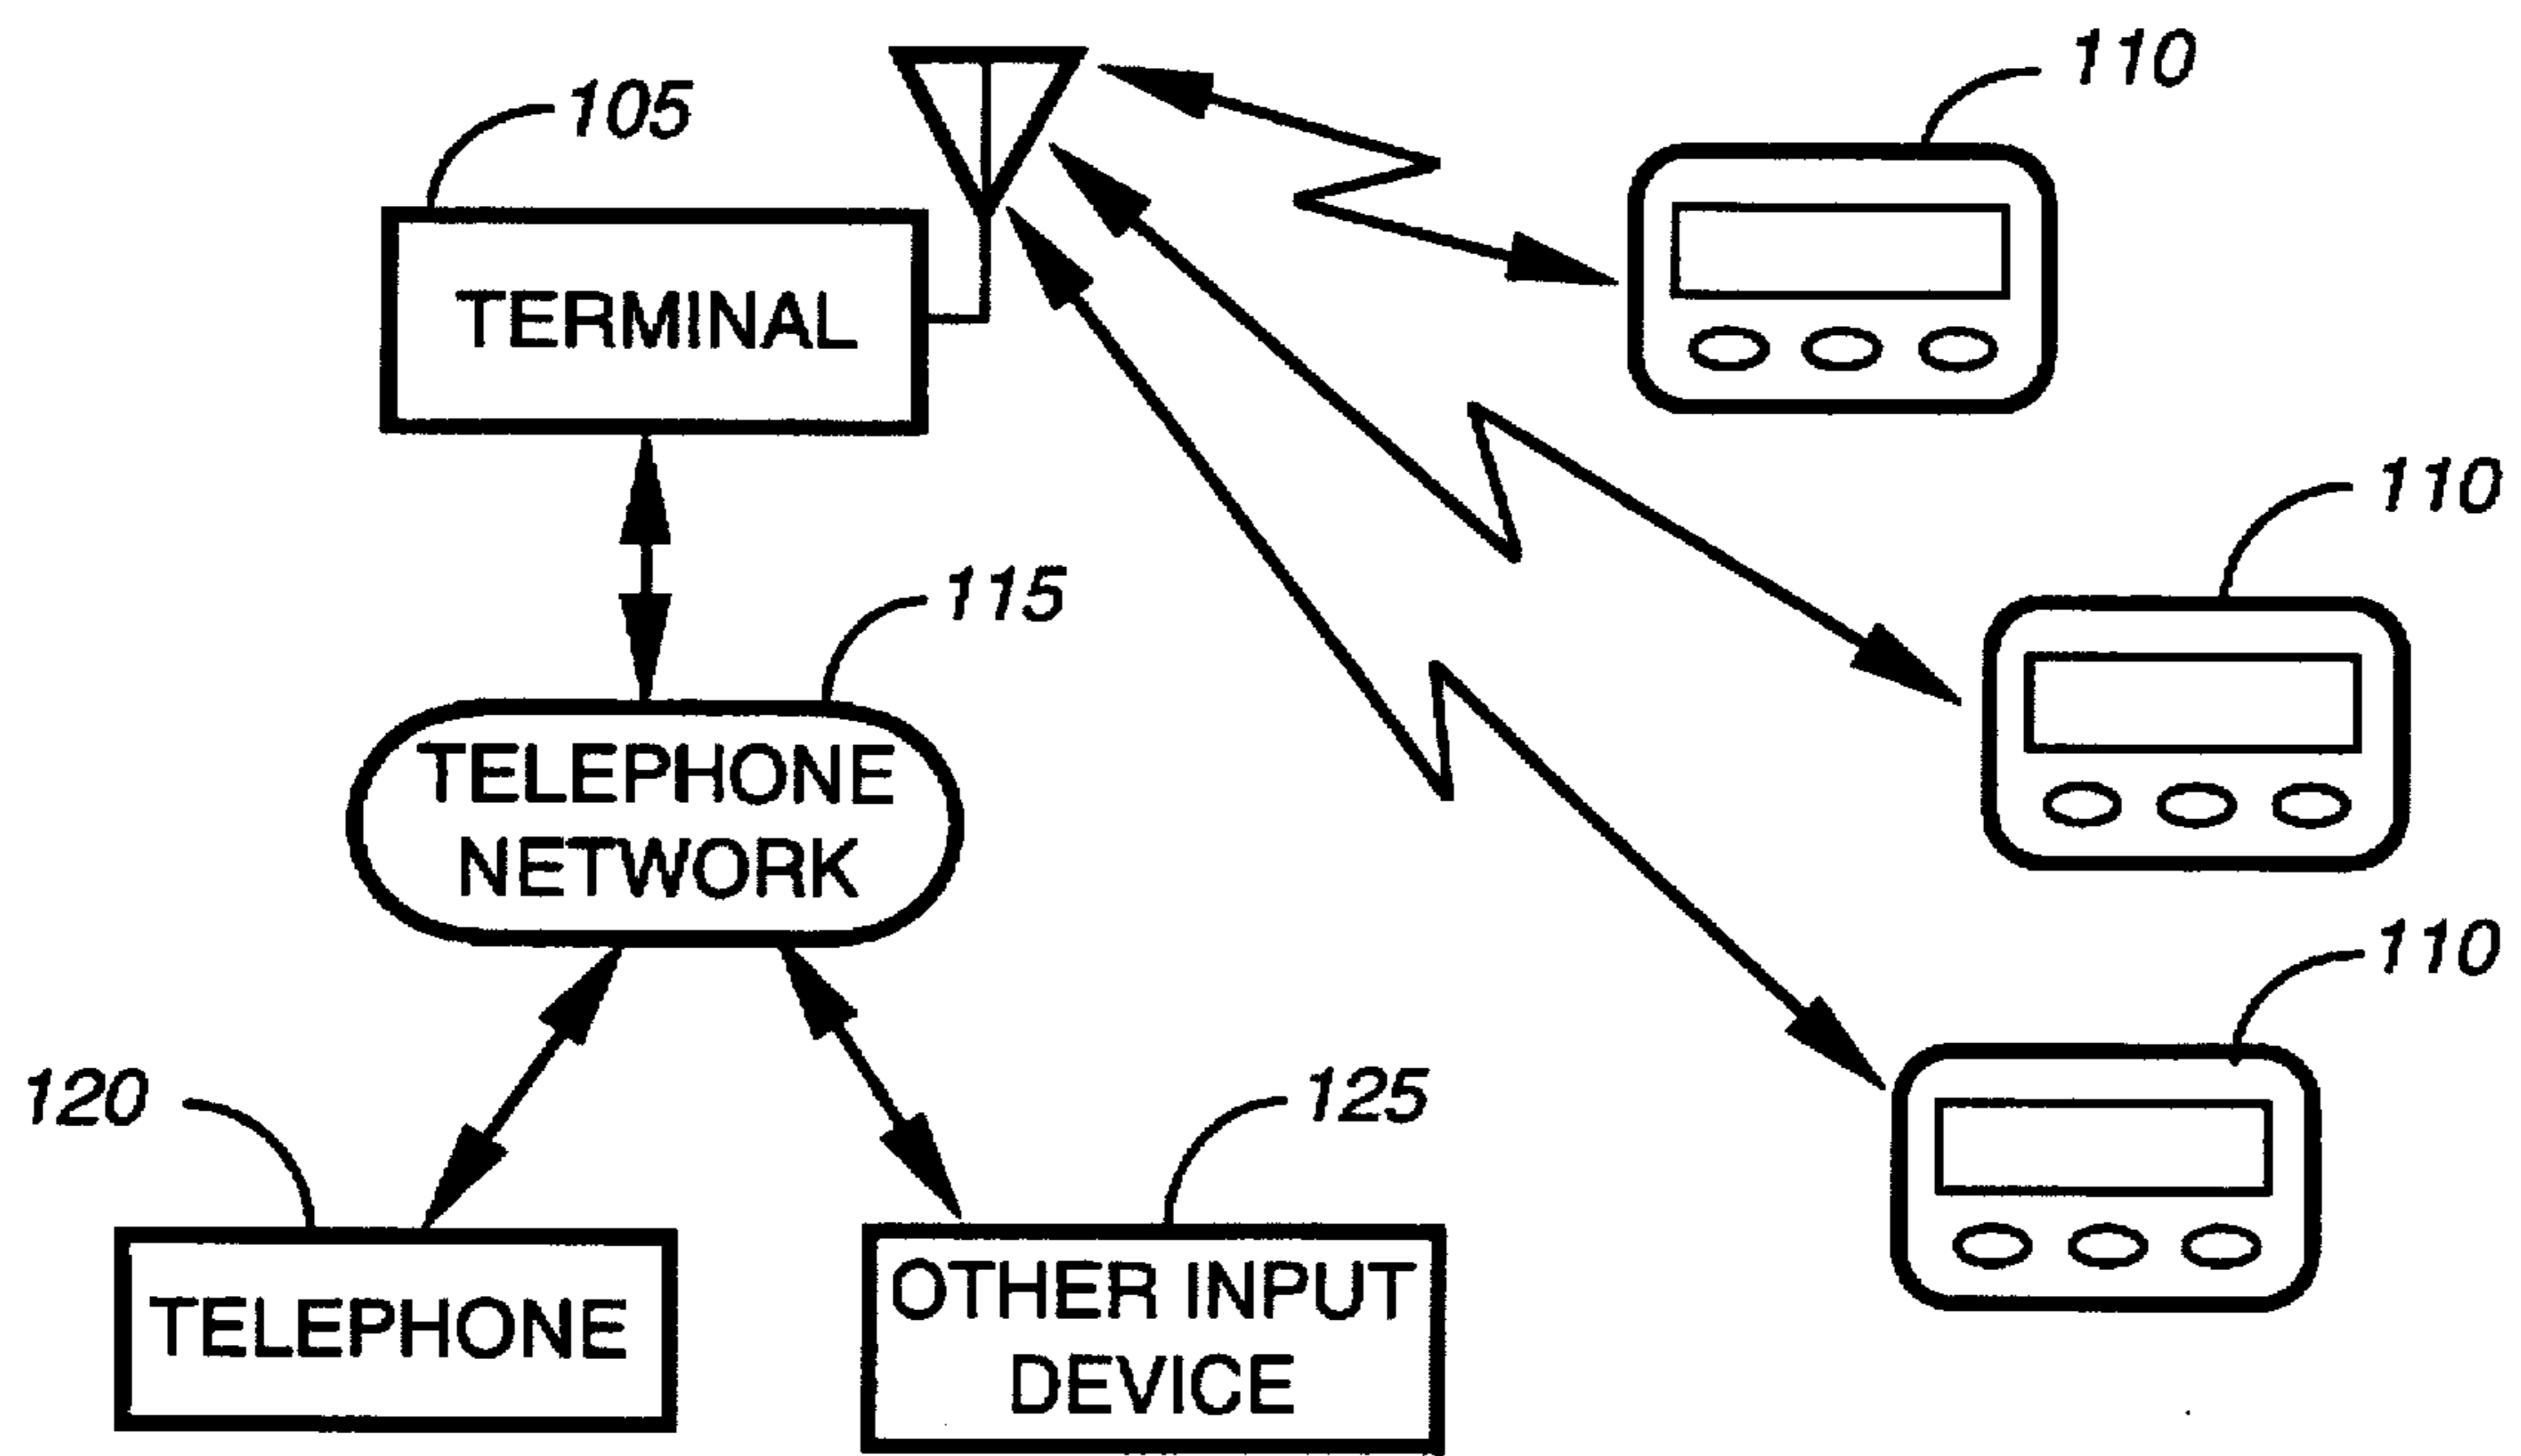 110
105
TERMINAL
110
115
TELEPHONE
NETWORK
110
120
125
TELEPHONE
OTHER INPUT
DEVICE